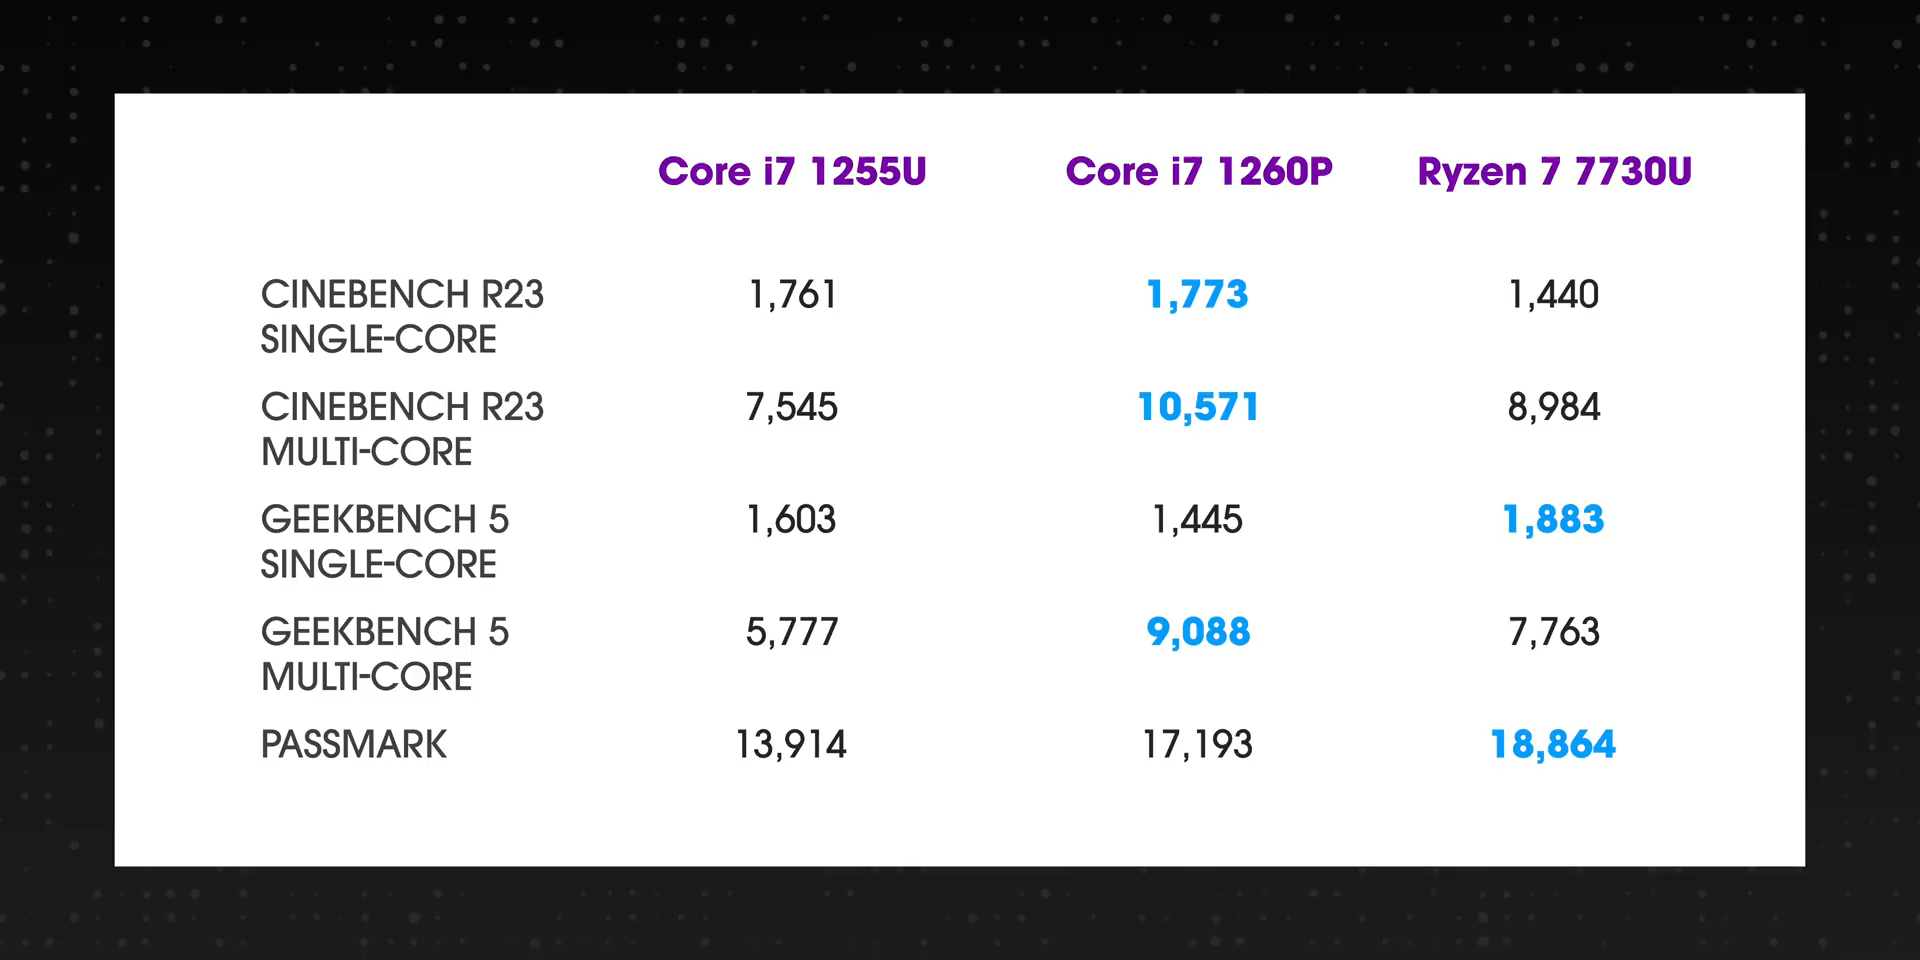 Core i7 1255U Core i7 1260P Ryzen 7 7730U
CINEBENCH R23 1,761 1,773 1,440
SINGLE-CORE
CINEBENCH R23 7,545 10,571 8,984
MULTI-CORE
GEEKBENCH 5 1,603 1,445 1,883
SINGLE-CORE
GEEKBENCH 5 5,777 9,088 7,763
MULTI-CORE
PASSMARK 13,914 17,193 18,864